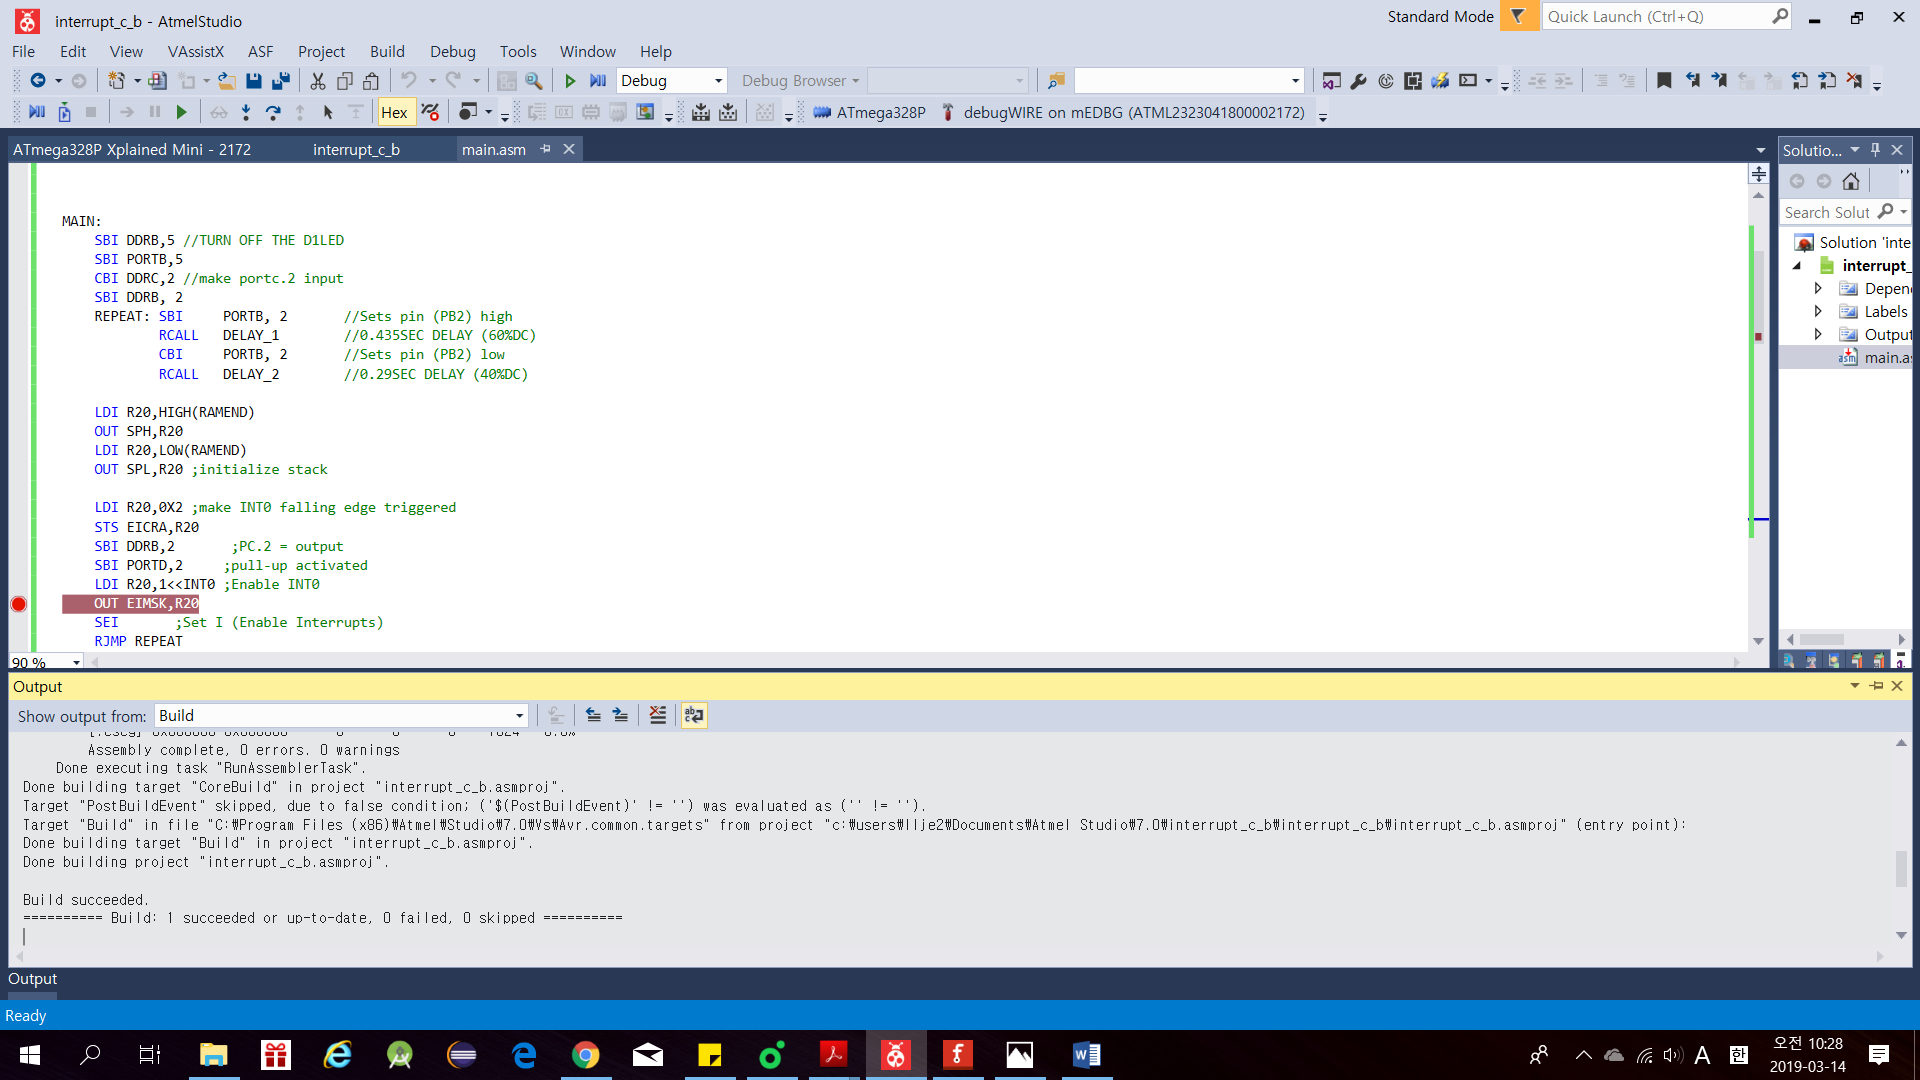 interrupt_c_b - AtmelStudio
Standard Mode
Quick Launch (Ctrl+Q)
File Edit View VAssistX ASF Project Build Debug Tools Window Help
Debug
Debug Browser
Hex
ATmega328P
debugWIRE on mEDBG (ATML2323041800002172)
ATmega328P Xplained Mini - 2172
interrupt_c_b
main.asm
MAIN:
SBI DDRB,5 //TURN OFF THE D1LED
SBI PORTB,5
CBI DDRC,2 //make portc.2 input
SBI DDRB, 2
REPEAT: SBI PORTB, 2 //Sets pin (PB2) high
RCALL DELAY_1 //0.435SEC DELAY (60%DC)
CBI PORTB, 2 //Sets pin (PB2) low
RCALL DELAY_2 //0.29SEC DELAY (40%DC)
LDI R20,HIGH(RAMEND)
OUT SPH,R20
LDI R20,LOW(RAMEND)
OUT SPL,R20 ;initialize stack
LDI R20,0X2 ;make INT0 falling edge triggered
STS EICRA,R20
SBI DDRB,2 ;PC.2 = output
SBI PORTD,2 ;pull-up activated
LDI R20,1<<INT0 ;Enable INT0
OUT EIMSK,R20
SEI ;Set I (Enable Interrupts)
RJMP REPEAT
90 %
Solutio...
Search Solut
Solution 'inte
interrupt_
Depen
Labels
Output
main.as
Output
Show output from: Build
Assembly complete, 0 errors. 0 warnings
Done executing task "RunAssemblerTask".
Done building target "CoreBuild" in project "interrupt_c_b.asmproj".
Target "PostBuildEvent" skipped, due to false condition; ('$(PostBuildEvent)' != '') was evaluated as ('' != '').
Target "Build" in file "C:₩Program Files (x86)₩Atmel₩Studio₩7.0₩Vs₩Avr.common.targets" from project "c:₩users₩llje2₩Documents₩Atmel Studio₩7.0₩interrupt_c_b₩interrupt_c_b₩interrupt_c_b.asmproj" (entry point):
Done building target "Build" in project "interrupt_c_b.asmproj".
Done building project "interrupt_c_b.asmproj".
Build succeeded.
========== Build: 1 succeeded or up-to-date, 0 failed, 0 skipped ==========
Output
Ready
A 한
오전 10:28
2019-03-14